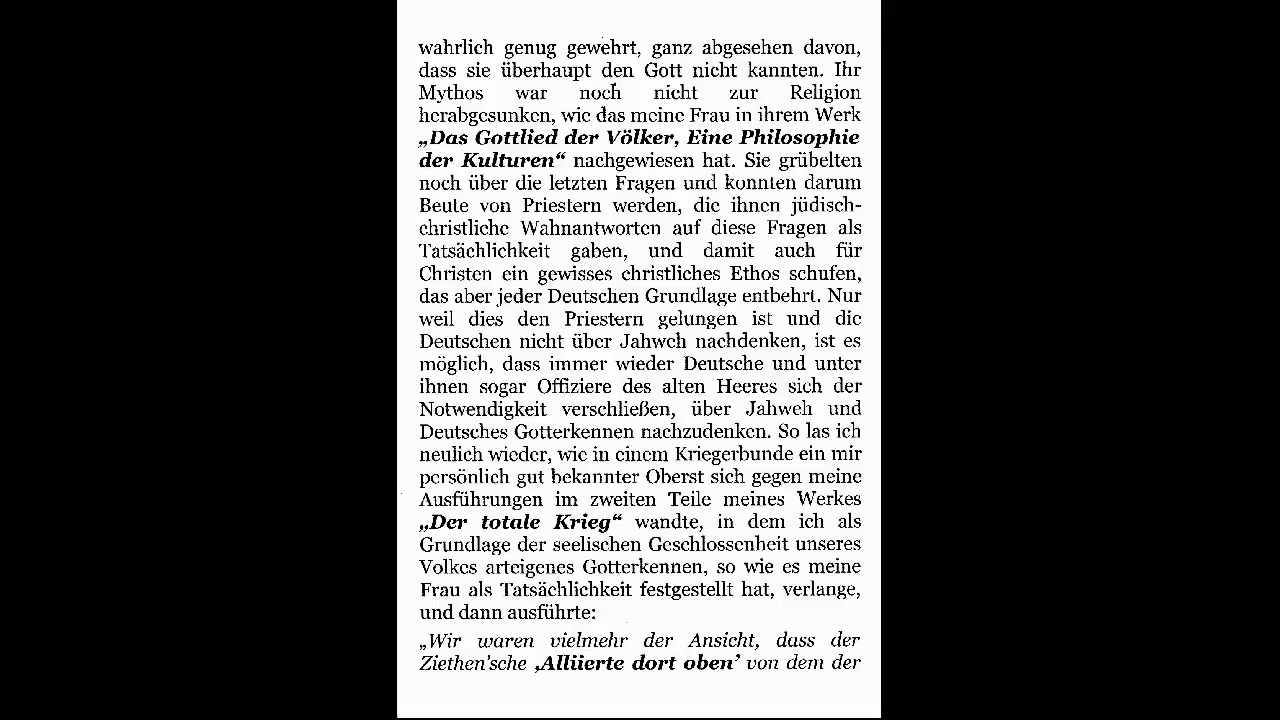 wahrlich genug gewehrt, ganz abgesehen davon,
dass sie überhaupt den Gott nicht kannten. Ihr
Mythos war noch nicht zur Religion
herabgesunken, wie das meine Frau in ihrem Werk
„Das Gottlied der Völker, Eine Philosophie
der Kulturen“ nachgewiesen hat. Sie grübelten
noch über die letzten Fragen und konnten darum
Beute von Priestern werden, die ihnen jüdisch-
christliche Wahnantworten auf diese Fragen als
Tatsächlichkeit gaben, und damit auch für
Christen ein gewisses christliches Ethos schufen,
das aber jeder Deutschen Grundlage entbehrt. Nur
weil dies den Priestern gelungen ist und die
Deutschen nicht über Jahweh nachdenken, ist es
möglich, dass immer wieder Deutsche und unter
ihnen sogar Offiziere des alten Heeres sich der
Notwendigkeit verschließen, über Jahweh und
Deutsches Gotterkennen nachzudenken. So las ich
neulich wieder, wie in einem Kriegerbunde ein mir
persönlich gut bekannter Oberst sich gegen meine
Ausführungen im zweiten Teile meines Werkes
„Der totale Krieg“ wandte, in dem ich als
Grundlage der seelischen Geschlossenheit unseres
Volkes arteigenes Gotterkennen, so wie es meine
Frau als Tatsächlichkeit festgestellt hat, verlange,
und dann ausführte:
„Wir waren vielmehr der Ansicht, dass der
Ziethen'sche ‚Alliierte dort oben’ von dem der